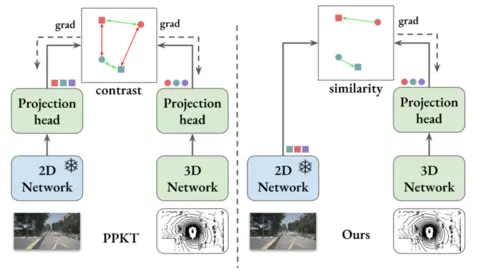 grad
grad
contrast
Projection
head
Projection
head
2D
Network
3D
Network
PPKT
grad
similarity
Projection
head
2D
Network
3D
Network
Ours